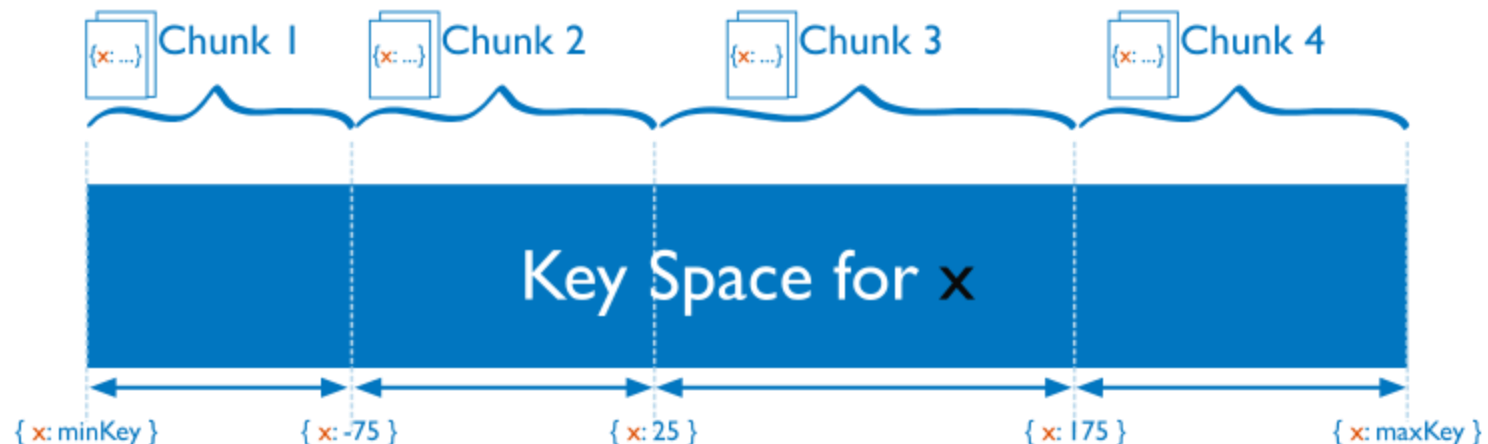 {x: ...} Chunk 1
{x: ...} Chunk 2
{x: ...} Chunk 3
{x: ...} Chunk 4
Key Space for x
{ x: minKey }
{ x: -75 }
{ x: 25 }
{ x: 175 }
{ x: maxKey }